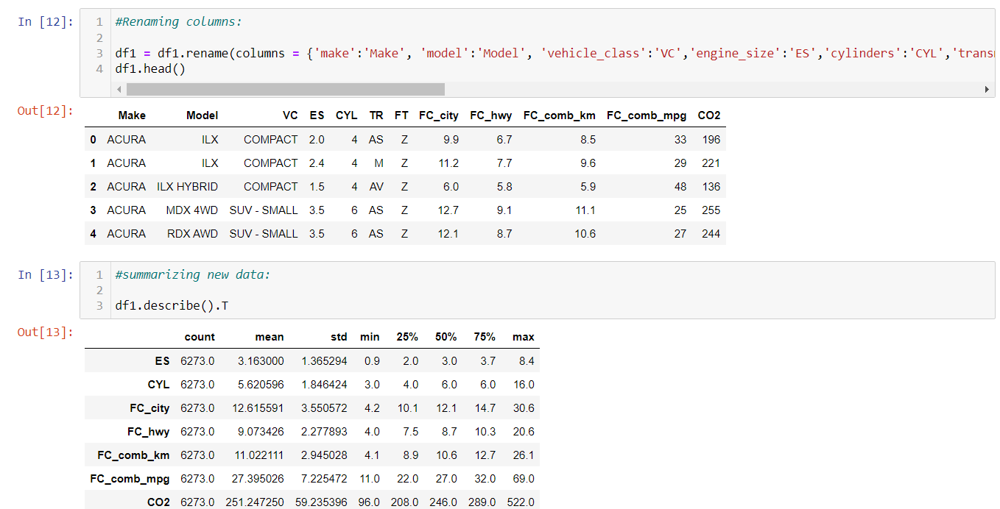 In [12]:
1 #Renaming columns:
2
3 df1 = df1.rename(columns = {'make':'Make', 'model':'Model', 'vehicle_class':'VC','engine_size':'ES','cylinders':'CYL','trans
4 df1.head()
Out[12]:
Make Model VC ES CYL TR FT FC_city FC_hwy FC_comb_km FC_comb_mpg CO2
0 ACURA ILX COMPACT 2.0 4 AS Z 9.9 6.7 8.5 33 196
1 ACURA ILX COMPACT 2.4 4 M Z 11.2 7.7 9.6 29 221
2 ACURA ILX HYBRID COMPACT 1.5 4 AV Z 6.0 5.8 5.9 48 136
3 ACURA MDX 4WD SUV - SMALL 3.5 6 AS Z 12.7 9.1 11.1 25 255
4 ACURA RDX AWD SUV - SMALL 3.5 6 AS Z 12.1 8.7 10.6 27 244
In [13]:
1 #summarizing new data:
2
3 df1.describe().T
Out[13]:
count mean std min 25% 50% 75% max
ES 6273.0 3.163000 1.365294 0.9 2.0 3.0 3.7 8.4
CYL 6273.0 5.620596 1.846424 3.0 4.0 6.0 6.0 16.0
FC_city 6273.0 12.615591 3.550572 4.2 10.1 12.1 14.7 30.6
FC_hwy 6273.0 9.073426 2.277893 4.0 7.5 8.7 10.3 20.6
FC_comb_km 6273.0 11.022111 2.945028 4.1 8.9 10.6 12.7 26.1
FC_comb_mpg 6273.0 27.395026 7.225472 11.0 22.0 27.0 32.0 69.0
CO2 6273.0 251.247250 59.235396 96.0 208.0 246.0 289.0 522.0